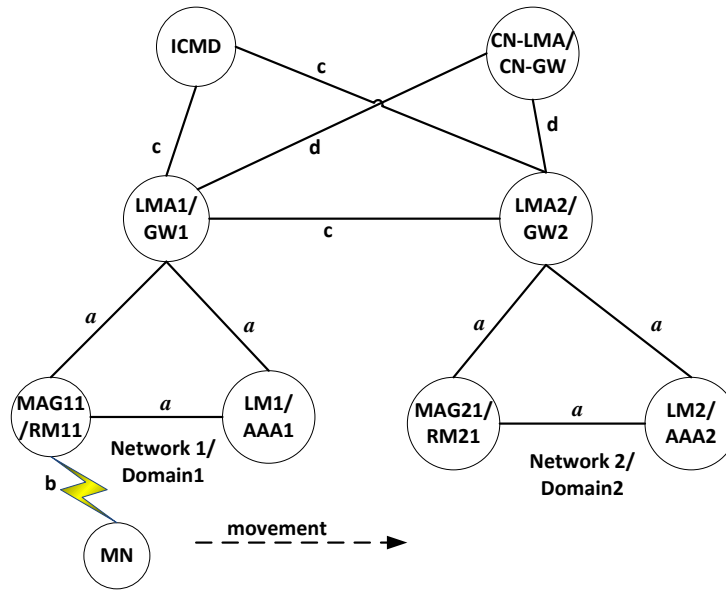 ICMD
CN-LMA/
CN-GW
c
c
d
d
LMA1/
GW1
LMA2/
GW2
c
a
a
a
a
MAG11
/RM11
a
LM1/
AAA1
MAG21/
RM21
a
LM2/
AAA2
Network 1/
Domain1
Network 2/
Domain2
b
MN
movement